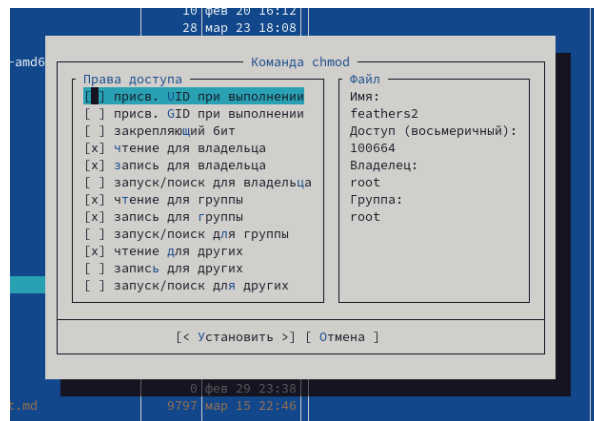 10 фев 20 16:12
28 мар 23 18:08
-amd6
Команда chmod
Права доступа
[ ] присв. UID при выполнении
[ ] присв. GID при выполнении
[ ] закрепляющий бит
[x] чтение для владельца
[x] запись для владельца
[ ] запуск/поиск для владельца
[x] чтение для группы
[x] запись для группы
[ ] запуск/поиск для группы
[x] чтение для других
[ ] запись для других
[ ] запуск/поиск для других
Файл
Имя:
feathers2
Доступ (восьмеричный):
100664
Владелец:
root
Группа:
root
[< Установить >] [ Отмена ]
0 фев 29 23:38
t.md 9797 мар 15 22:46